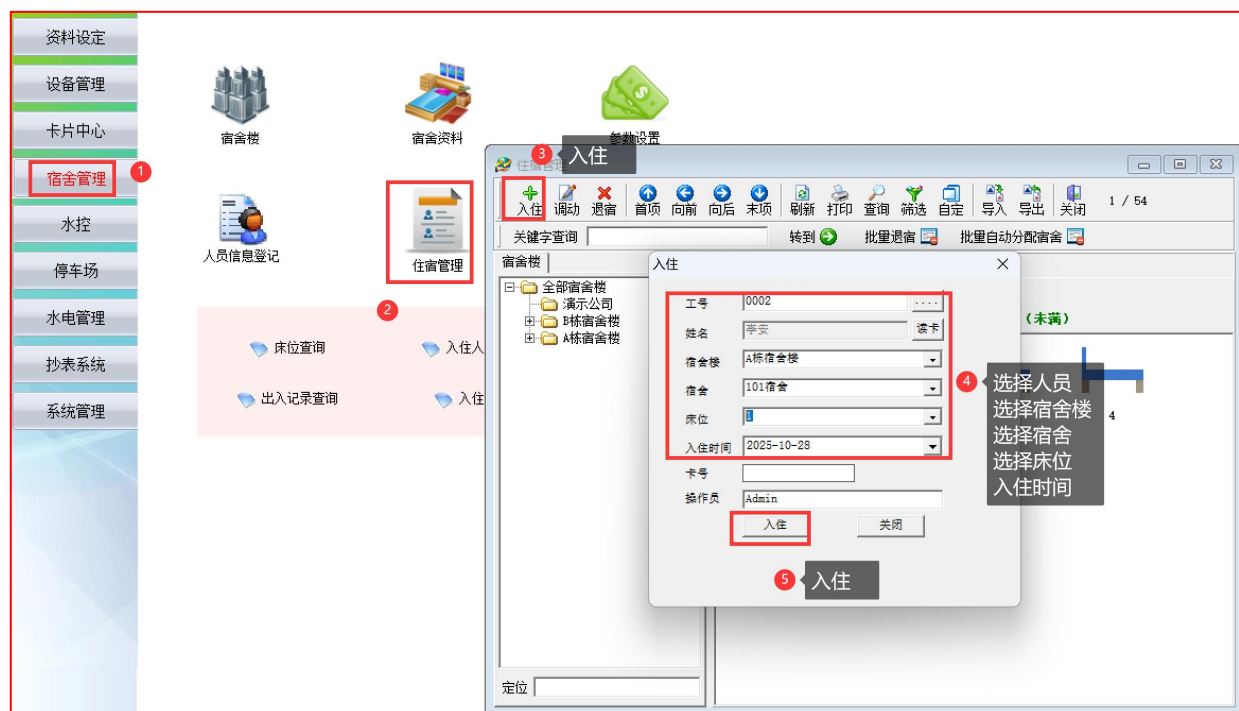 资料设定
设备管理
卡片中心
宿舍管理
水控
停车场
水电管理
抄表系统
系统管理
1
宿舍楼
宿舍资料
参数设置
人员信息登记
住宿管理
2
床位查询
入住人
出入记录查询
入住
住宿管理
3 入住
入住 调动 退宿 首项 向前 向后 末项 刷新 打印 查询 筛选 自定 导入 导出 关闭 1 / 54
关键字查询 转到 批量退宿 批里自动分配宿舍
宿舍楼
全部宿舍楼
演示公司
B栋宿舍楼
A栋宿舍楼
定位
(未满)
4
入住
工号 0002 ....
姓名 李安 读卡
宿舍楼 A栋宿舍楼
宿舍 101宿舍
床位 1
入住时间 2025-10-28
卡号
操作员 Admin
入住 关闭
4 选择人员
选择宿舍楼
选择宿舍
选择床位
入住时间
5 入住